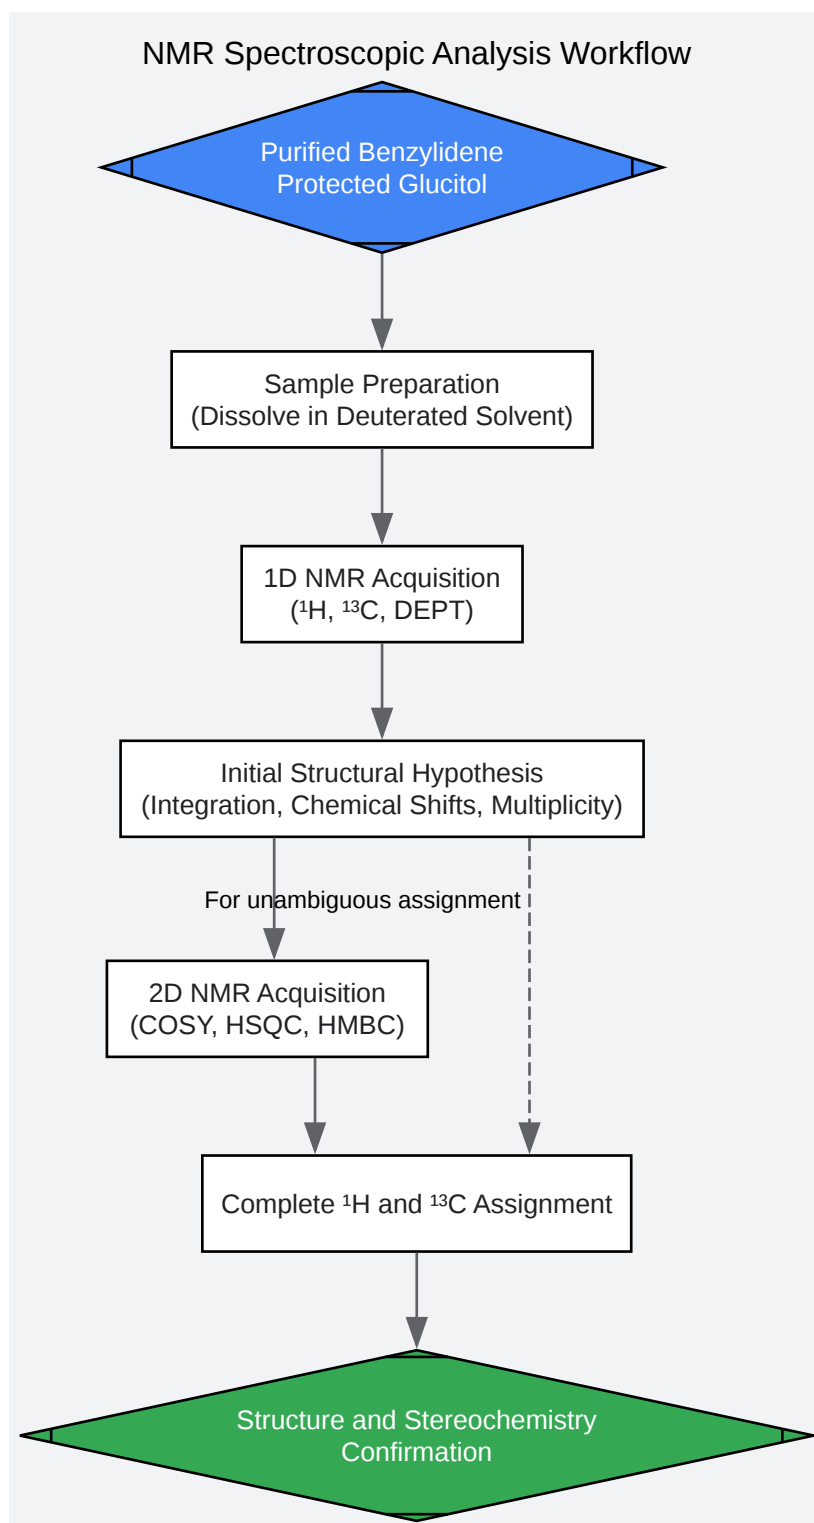 NMR Spectroscopic Analysis Workflow
Purified Benzylidene
Protected Glucitol
Sample Preparation
(Dissolve in Deuterated Solvent)
1D NMR Acquisition
(¹H, ¹³C, DEPT)
Initial Structural Hypothesis
(Integration, Chemical Shifts, Multiplicity)
For unambiguous assignment
2D NMR Acquisition
(COSY, HSQC, HMBC)
Complete ¹H and ¹³C Assignment
Structure and Stereochemistry
Confirmation